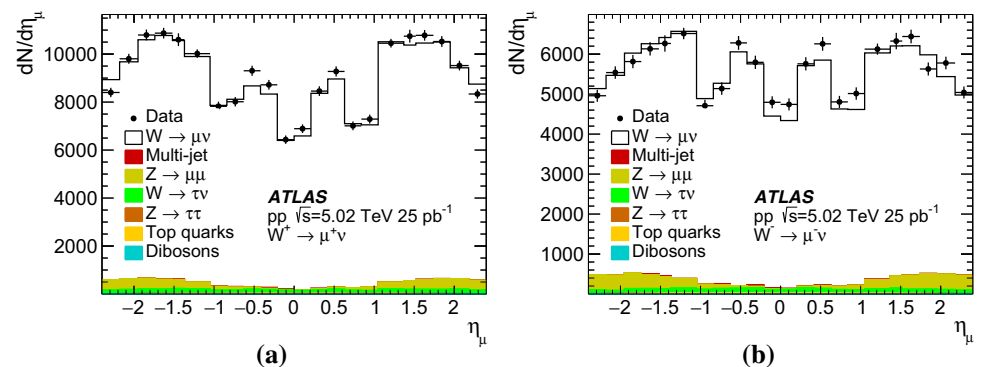 dN/dη_μ
10000
8000
6000
4000
2000
Data
W → μν
Multi-jet
Z → μμ
W → τν
Z → ττ
Top quarks
Dibosons
ATLAS
pp √s=5.02 TeV 25 pb⁻¹
W⁺ → μ⁺ν
−2 −1.5 −1 −0.5 0 0.5 1 1.5 2
η_μ
(a)
dN/dη_μ
6000
5000
4000
3000
2000
1000
Data
W → μν
Multi-jet
Z → μμ
W → τν
Z → ττ
Top quarks
Dibosons
ATLAS
pp √s=5.02 TeV 25 pb⁻¹
W⁻ → μ⁻ν
−2 −1.5 −1 −0.5 0 0.5 1 1.5 2
η_μ
(b)